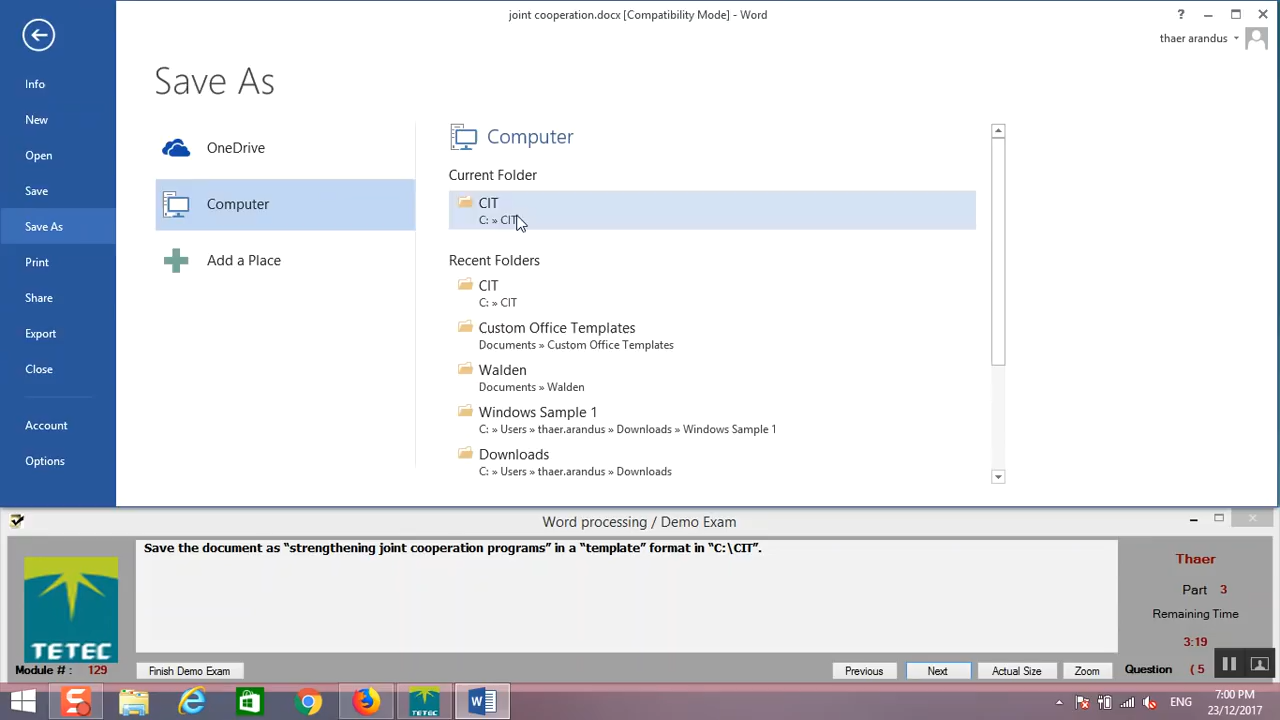 joint cooperation.docx [Compatibility Mode] - Word
?
thaer arandus
Info
New
Open
Save
Save As
Print
Share
Export
Close
Account
Options
Save As
OneDrive
Computer
Add a Place
Computer
Current Folder
CIT
C: » CIT
Recent Folders
CIT
C: » CIT
Custom Office Templates
Documents » Custom Office Templates
Walden
Documents » Walden
Windows Sample 1
C: » Users » thaer.arandus » Downloads » Windows Sample 1
Downloads
C: » Users » thaer.arandus » Downloads
Word processing / Demo Exam
Save the document as “strengthening joint cooperation programs” in a “template” format in “C:\CIT”.
TETEC
Thaer
Part 3
Remaining Time
3:19
Module # : 129
Finish Demo Exam
Previous
Next
Actual Size
Zoom
Question ( 5
S
TETEC
W
ENG
7:00 PM
23/12/2017